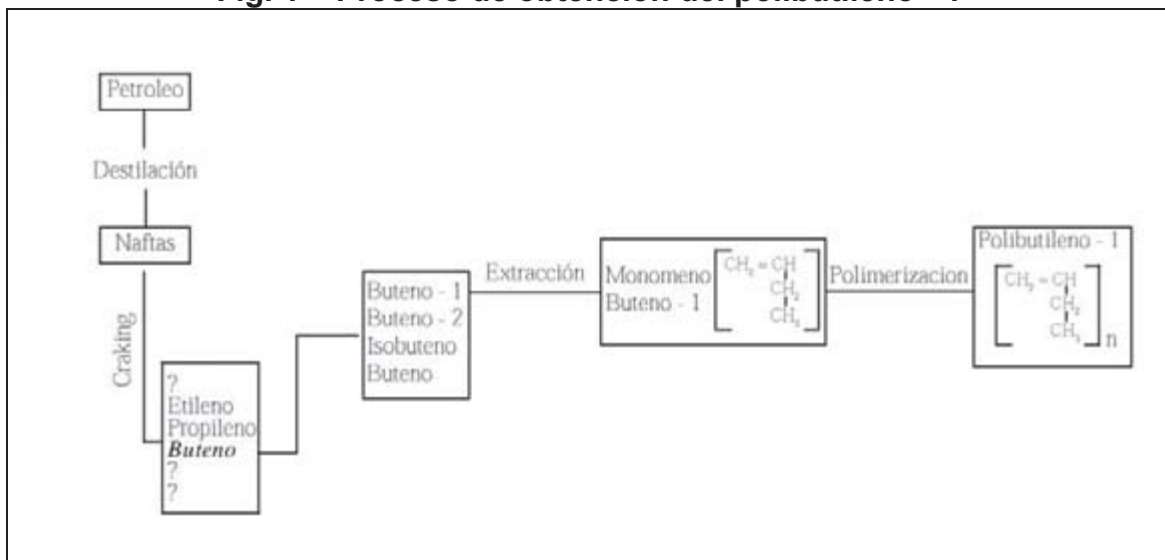 Petroleo
Destilación
Naftas
Craking
?
Etileno
Propileno
Buteno
?
?
Buteno - 1
Buteno - 2
Isobuteno
Buteno
Extracción
Monomeno
Buteno - 1
CH₂ = CH
CH₂
CH₃
Polimerizacion
Polibutileno - 1
CH₂ = CH
CH₂
CH₃
n